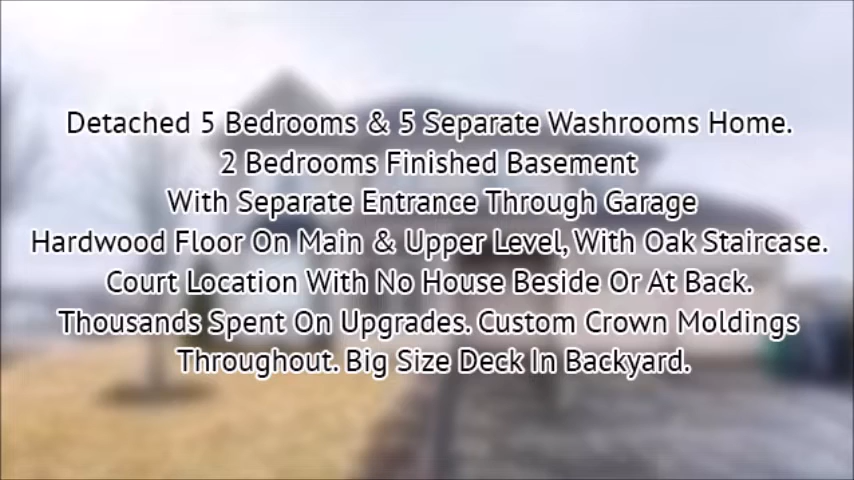 Detached 5 Bedrooms & 5 Separate Washrooms Home.
2 Bedrooms Finished Basement
With Separate Entrance Through Garage
Hardwood Floor On Main & Upper Level, With Oak Staircase.
Court Location With No House Beside Or At Back.
Thousands Spent On Upgrades. Custom Crown Moldings
Throughout. Big Size Deck In Backyard.